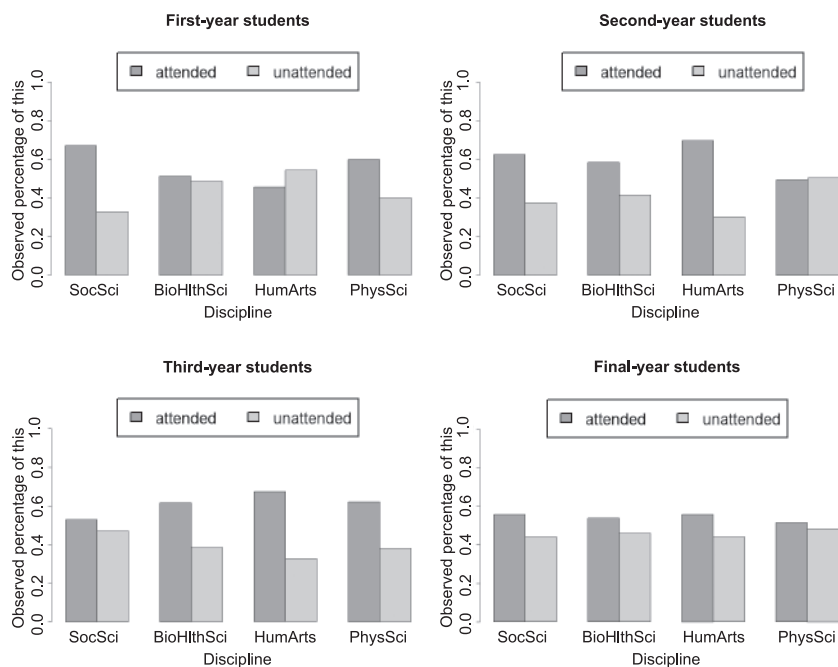 First-year students
attended unattended
Observed percentage of this
0.0 0.2 0.4 0.6 0.8 1.0
SocSci BioHlthSci HumArts PhysSci
Discipline
Second-year students
attended unattended
Observed percentage of this
0.0 0.2 0.4 0.6 0.8 1.0
SocSci BioHlthSci HumArts PhysSci
Discipline
Third-year students
attended unattended
Observed percentage of this
0.0 0.2 0.4 0.6 0.8 1.0
SocSci BioHlthSci HumArts PhysSci
Discipline
Final-year students
attended unattended
Observed percentage of this
0.0 0.2 0.4 0.6 0.8 1.0
SocSci BioHlthSci HumArts PhysSci
Discipline